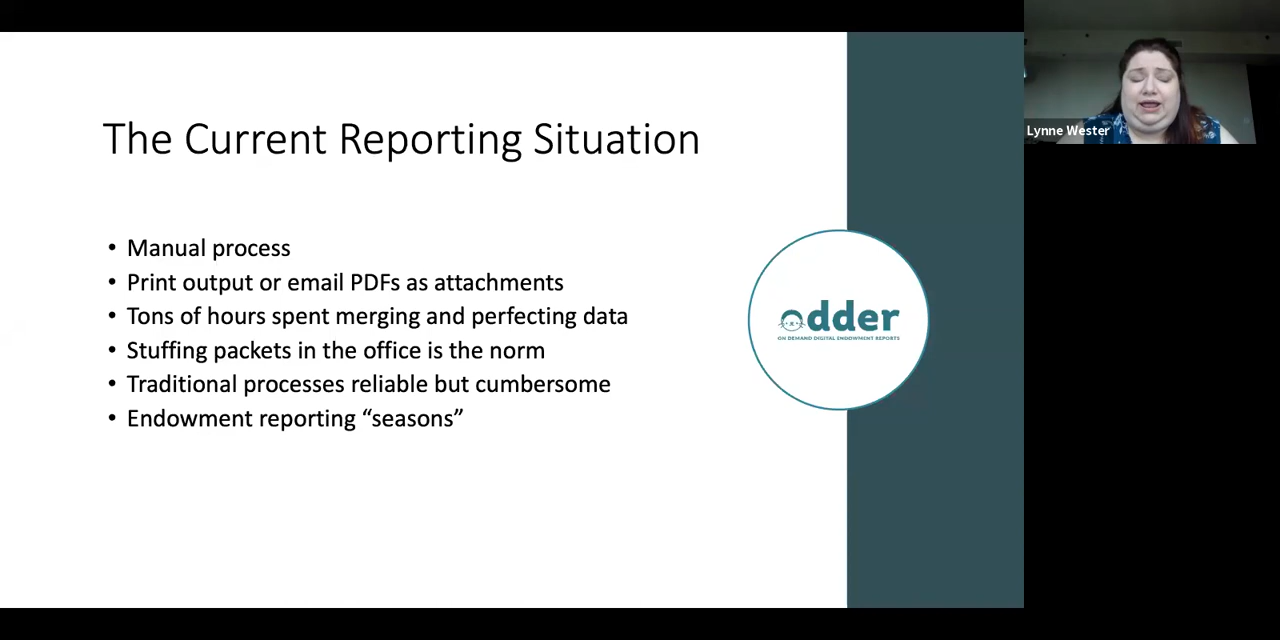 The Current Reporting Situation
• Manual process
• Print output or email PDFs as attachments
• Tons of hours spent merging and perfecting data
• Stuffing packets in the office is the norm
• Traditional processes reliable but cumbersome
• Endowment reporting “seasons”
odder
ON DEMAND DIGITAL ENDOWMENT REPORTS
Lynne Wester